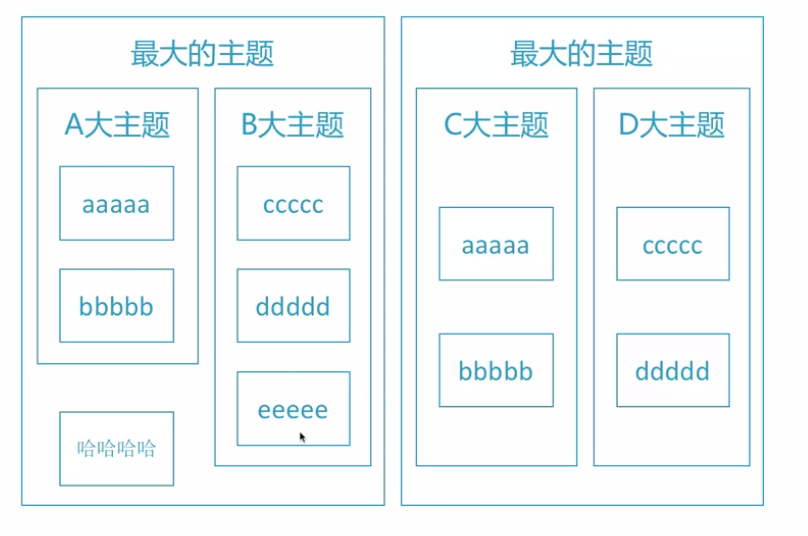 最大的主题
A大主题
aaaaa
bbbbb
哈哈哈哈
B大主题
ccccc
ddddd
eeeee
最大的主题
C大主题
aaaaa
bbbbb
D大主题
ccccc
ddddd